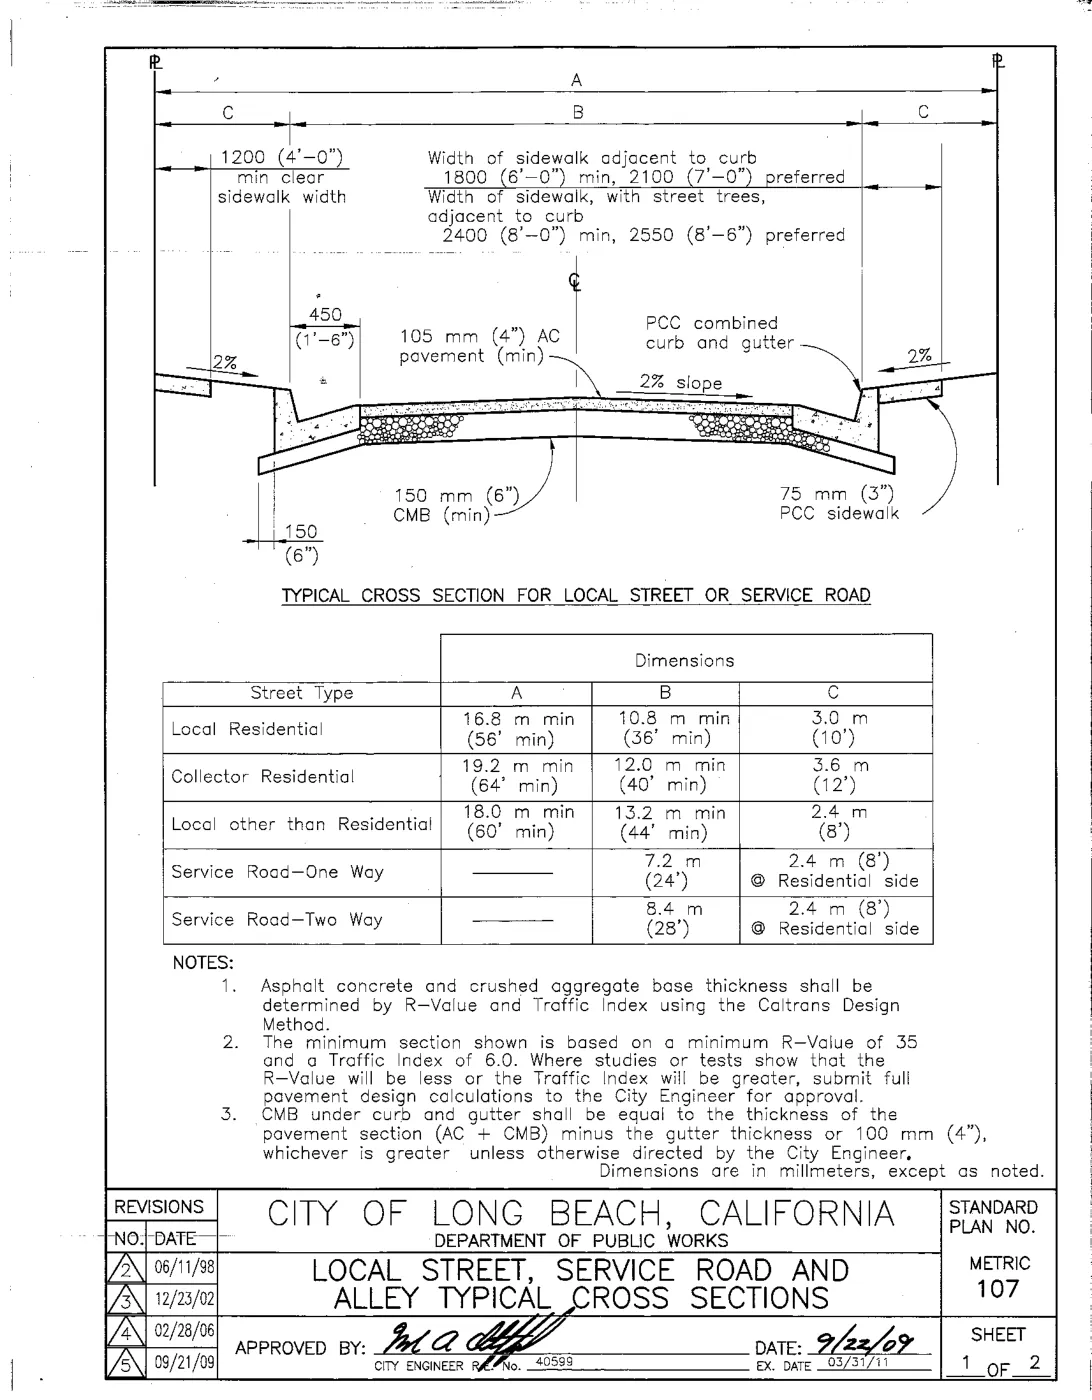 ℄ ℄
A
C B C
1200 (4'-0")
min clear
sidewalk width
Width of sidewalk adjacent to curb
1800 (6'-0") min, 2100 (7'-0") preferred
Width of sidewalk, with street trees,
adjacent to curb
2400 (8'-0") min, 2550 (8'-6") preferred
℄
450
(1'-6")
105 mm (4") AC
pavement (min)
PCC combined
curb and gutter
2%
2%
2% slope
150 mm (6")
CMB (min)
75 mm (3")
PCC sidewalk
150
(6")
TYPICAL CROSS SECTION FOR LOCAL STREET OR SERVICE ROAD
Dimensions
Street Type A B C
Local Residential 16.8 m min (56' min) 10.8 m min (36' min) 3.0 m (10')
Collector Residential 19.2 m min (64' min) 12.0 m min (40' min) 3.6 m (12')
Local other than Residential 18.0 m min (60' min) 13.2 m min (44' min) 2.4 m (8')
Service Road-One Way 7.2 m (24') 2.4 m (8') @ Residential side
Service Road-Two Way 8.4 m (28') 2.4 m (8') @ Residential side
NOTES:
1. Asphalt concrete and crushed aggregate base thickness shall be
determined by R-Value and Traffic Index using the Caltrans Design
Method.
2. The minimum section shown is based on a minimum R-Value of 35
and a Traffic Index of 6.0. Where studies or tests show that the
R-Value will be less or the Traffic Index will be greater, submit full
pavement design calculations to the City Engineer for approval.
3. CMB under curb and gutter shall be equal to the thickness of the
pavement section (AC + CMB) minus the gutter thickness or 100 mm (4"),
whichever is greater unless otherwise directed by the City Engineer.
Dimensions are in millmeters, except as noted.
REVISIONS
NO. DATE
2 06/11/98
3 12/23/02
4 02/28/06
5 09/21/09
CITY OF LONG BEACH, CALIFORNIA
DEPARTMENT OF PUBLIC WORKS
LOCAL STREET, SERVICE ROAD AND
ALLEY TYPICAL CROSS SECTIONS
APPROVED BY: DATE: 9/22/09
CITY ENGINEER R.C.E. No. 40599 EX. DATE 03/31/11
STANDARD
PLAN NO.
METRIC
107
SHEET
1 OF 2